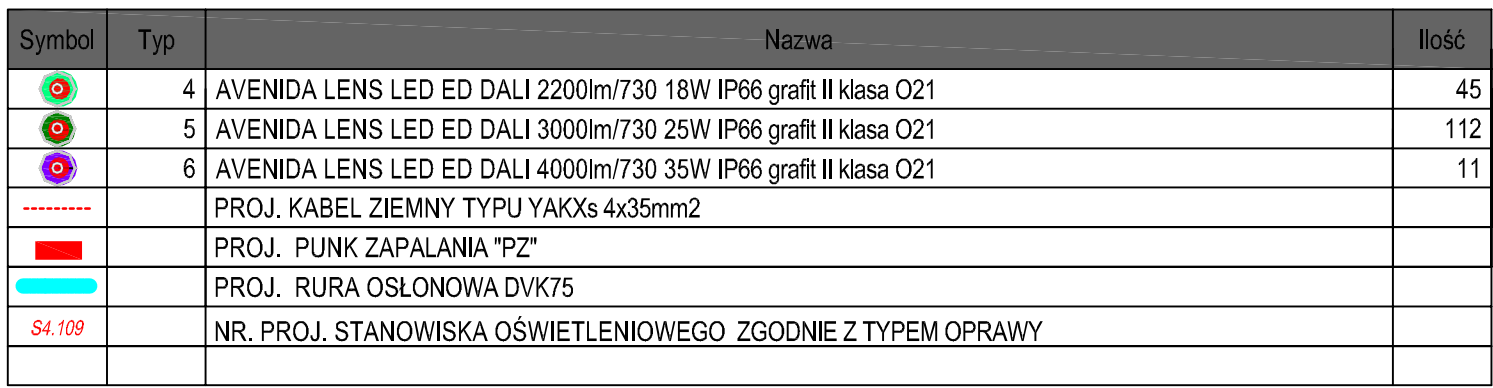 Symbol Typ Nazwa Ilość
4 AVENIDA LENS LED ED DALI 2200lm/730 18W IP66 grafit II klasa O21 45
5 AVENIDA LENS LED ED DALI 3000lm/730 25W IP66 grafit II klasa O21 112
6 AVENIDA LENS LED ED DALI 4000lm/730 35W IP66 grafit II klasa O21 11
PROJ. KABEL ZIEMNY TYPU YAKXs 4x35mm2
PROJ. PUNK ZAPALANIA "PZ"
PROJ. RURA OSŁONOWA DVK75
S4.109 NR. PROJ. STANOWISKA OŚWIETLENIOWEGO ZGODNIE Z TYPEM OPRAWY